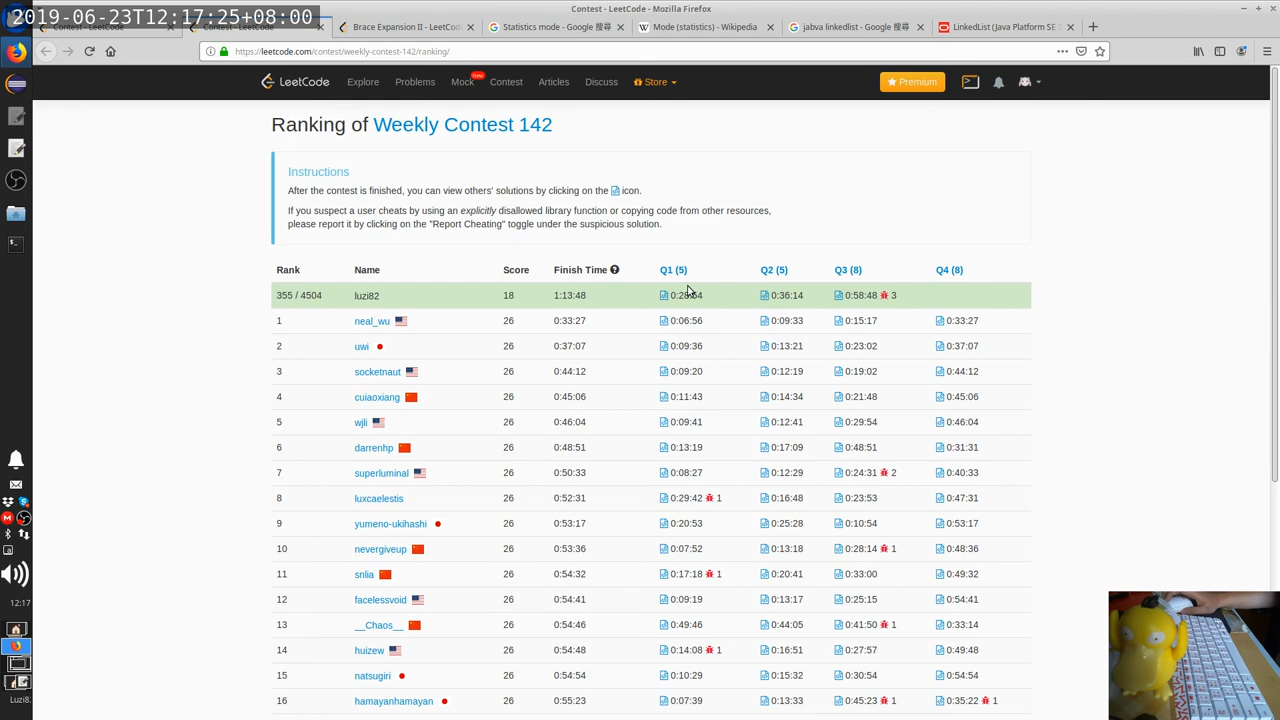 Contest - LeetCode - Mozilla Firefox
2019-06-23T12:17:25+08:00
Contest - LeetCode
Contest - LeetCode
Brace Expansion II - LeetC
Statistics mode - Google 搜尋
Mode (statistics) - Wikipedia
jabva linkedlist - Google 搜尋
LinkedList (Java Platform SE 7
https://leetcode.com/contest/weekly-contest-142/ranking/
LeetCode Explore Problems Mock New Contest Articles Discuss Store Premium
Ranking of Weekly Contest 142
Instructions
After the contest is finished, you can view others' solutions by clicking on the icon.
If you suspect a user cheats by using an explicitly disallowed library function or copying code from other resources,
please report it by clicking on the "Report Cheating" toggle under the suspicious solution.
Rank Name Score Finish Time Q1 (5) Q2 (5) Q3 (8) Q4 (8)
355 / 4504 luzi82 18 1:13:48 0:36:14 0:58:48 3
1 neal_wu 26 0:33:27 0:06:56 0:09:33 0:15:17 0:33:27
2 uwi 26 0:37:07 0:09:36 0:13:21 0:23:02 0:37:07
3 socketnaut 26 0:44:12 0:09:20 0:12:19 0:19:02 0:44:12
4 cuiaoxiang 26 0:45:06 0:11:43 0:14:34 0:21:48 0:45:06
5 wjli 26 0:46:04 0:09:41 0:12:41 0:29:54 0:46:04
6 darrenhp 26 0:48:51 0:13:19 0:17:09 0:48:51 0:31:31
7 superluminal 26 0:50:33 0:08:27 0:12:29 0:24:31 2 0:40:33
8 luxcaelestis 26 0:52:31 0:29:42 1 0:16:48 0:23:53 0:47:31
9 yumeno-ukihashi 26 0:53:17 0:20:53 0:25:28 0:10:54 0:53:17
10 nevergiveup 26 0:53:36 0:07:52 0:13:18 0:28:14 1 0:48:36
11 snlia 26 0:54:32 0:17:18 1 0:20:41 0:33:00 0:49:32
12 facelessvoid 26 0:54:41 0:09:19 0:13:17 0:25:15 0:54:41
13 __Chaos__ 26 0:54:46 0:49:46 0:44:05 0:41:50 1 0:33:14
14 huizew 26 0:54:48 0:14:08 1 0:16:51 0:27:57 0:49:48
15 natsugiri 26 0:54:54 0:10:29 0:15:32 0:30:54 0:54:54
16 hamayanhamayan 26 0:55:23 0:07:39 0:13:33 0:45:23 1 0:35:22 1
12:17
Luzi8